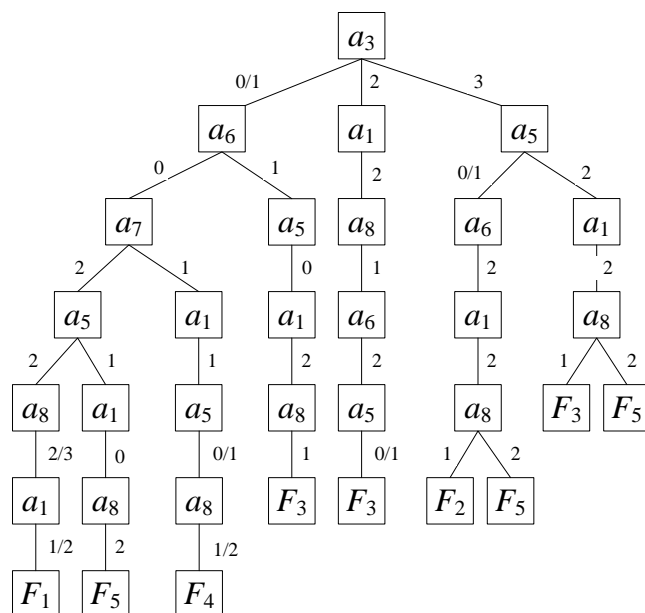 a3
0/1 2 3
a6 a1 a5
0 1 2 0/1 2
a7 a5 a8 a6 a1
2 1 0 1 2 2
a5 a1 a1 a6 a1 a8
2 1 1 2 2 2 1 2
a8 a1 a5 a8 a5 a8 F3 F5
2/3 0 0/1 1 0/1 1 2
a1 a8 a8 F3 F3 F2 F5
1/2 2 1/2
F1 F5 F4